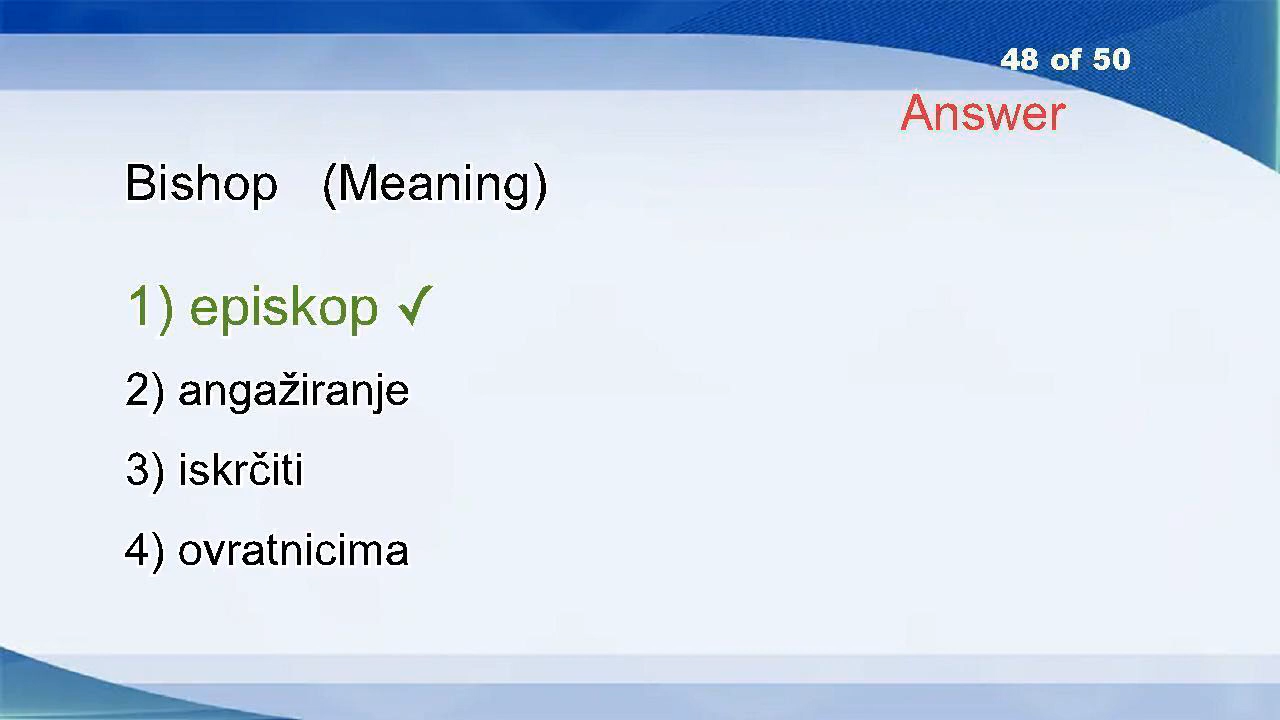 48 of 50
Answer
Bishop (Meaning)
1) episkop ✓
2) angažiranje
3) iskrčiti
4) ovratnicima